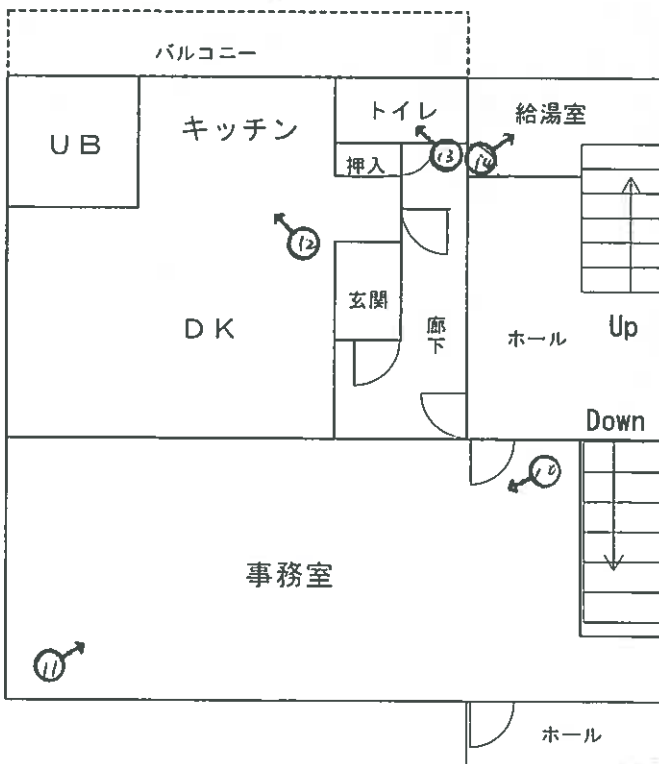 バルコニー
UB
キッチン
トイレ
給湯室
押入
13
14
12
玄関
DK
廊下
ホール
Up
Down
10
事務室
11
ホール